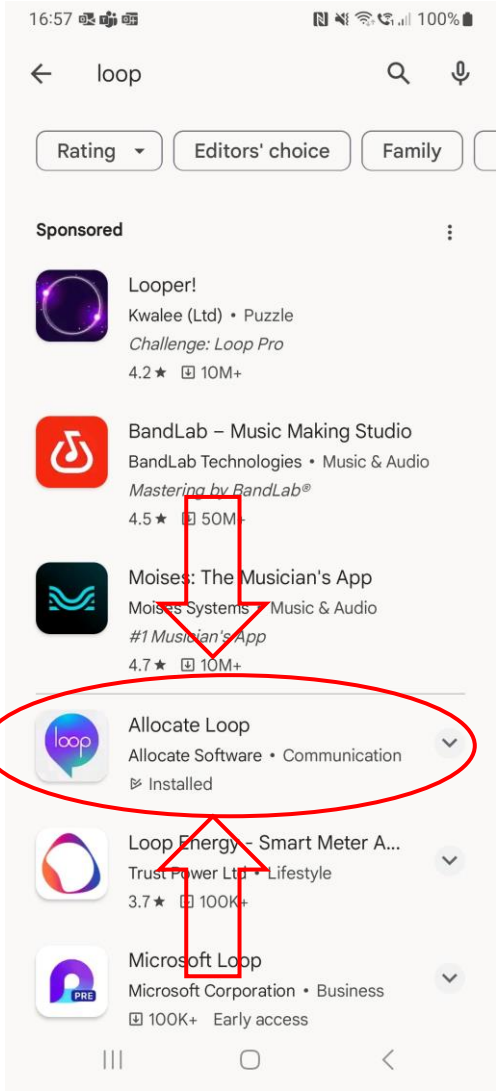 16:57 100%
loop
Rating Editors' choice Family
Sponsored
Looper!
Kwalee (Ltd) • Puzzle
Challenge: Loop Pro
4.2★ 10M+
BandLab – Music Making Studio
BandLab Technologies • Music & Audio
Mastering by BandLab®
4.5★ 50M+
Moises: The Musician's App
Moises Systems • Music & Audio
#1 Musician's App
4.7★ 10M+
loop
Allocate Loop
Allocate Software • Communication
Installed
Loop Energy - Smart Meter A...
Trust Power Ltd • Lifestyle
3.7★ 100K+
PRE
Microsoft Loop
Microsoft Corporation • Business
100K+ Early access